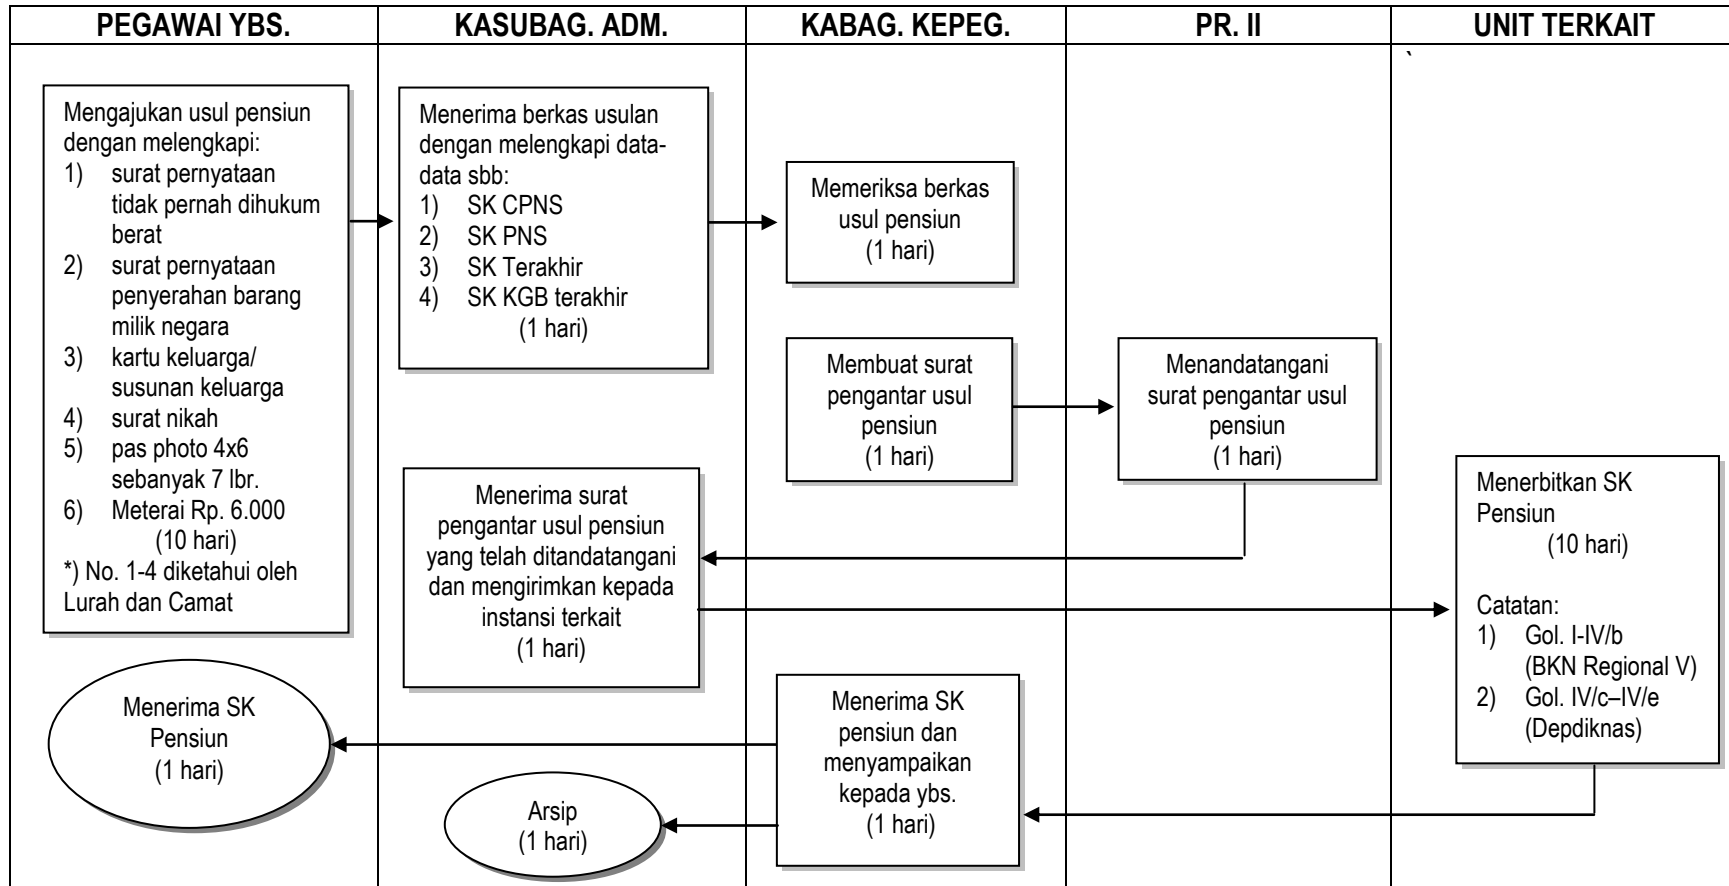 PEGAWAI YBS.
KASUBAG. ADM.
KABAG. KEPEG.
PR. II
UNIT TERKAIT
`
Mengajukan usul pensiun
dengan melengkapi:
1) surat pernyataan
tidak pernah dihukum
berat
2) surat pernyataan
penyerahan barang
milik negara
3) kartu keluarga/
susunan keluarga
4) surat nikah
5) pas photo 4x6
sebanyak 7 lbr.
6) Meterai Rp. 6.000
(10 hari)
*) No. 1-4 diketahui oleh
Lurah dan Camat
Menerima berkas usulan
dengan melengkapi data-
data sbb:
1) SK CPNS
2) SK PNS
3) SK Terakhir
4) SK KGB terakhir
(1 hari)
Memeriksa berkas
usul pensiun
(1 hari)
Membuat surat
pengantar usul
pensiun
(1 hari)
Menandatangani
surat pengantar usul
pensiun
(1 hari)
Menerima surat
pengantar usul pensiun
yang telah ditandatangani
dan mengirimkan kepada
instansi terkait
(1 hari)
Menerbitkan SK
Pensiun
(10 hari)
Catatan:
1) Gol. I-IV/b
(BKN Regional V)
2) Gol. IV/c–IV/e
(Depdiknas)
Menerima SK
pensiun dan
menyampaikan
kepada ybs.
(1 hari)
Menerima SK
Pensiun
(1 hari)
Arsip
(1 hari)